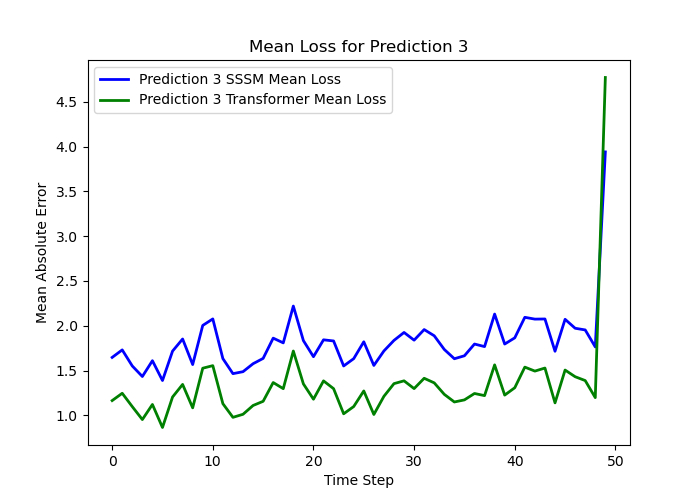 Mean Loss for Prediction 3
Prediction 3 SSSM Mean Loss
Prediction 3 Transformer Mean Loss
Mean Absolute Error
4.5
4.0
3.5
3.0
2.5
2.0
1.5
1.0
0 10 20 30 40 50
Time Step